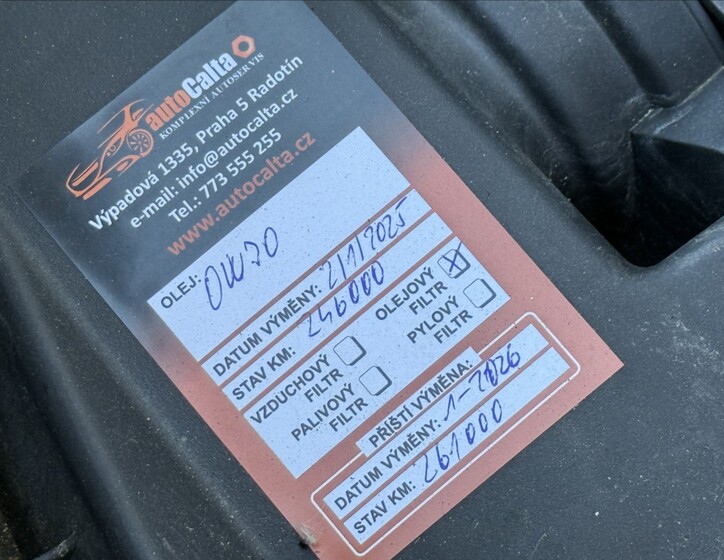 autoCalta
KOMPLEXNÍ AUTOSERVIS
Výpadová 1335, Praha 5 Radotín
e-mail: info@autocalta.cz
Tel.: 773 555 255
www.autocalta.cz
OLEJ: 0W30
DATUM VÝMĚNY: 2/1/2025
STAV KM: 246000
VZDUCHOVÝ FILTR
OLEJOVÝ FILTR
PALIVOVÝ FILTR
PYLOVÝ FILTR
PŘÍŠTÍ VÝMĚNA:
DATUM VÝMĚNY: 1-2026
STAV KM: 261000